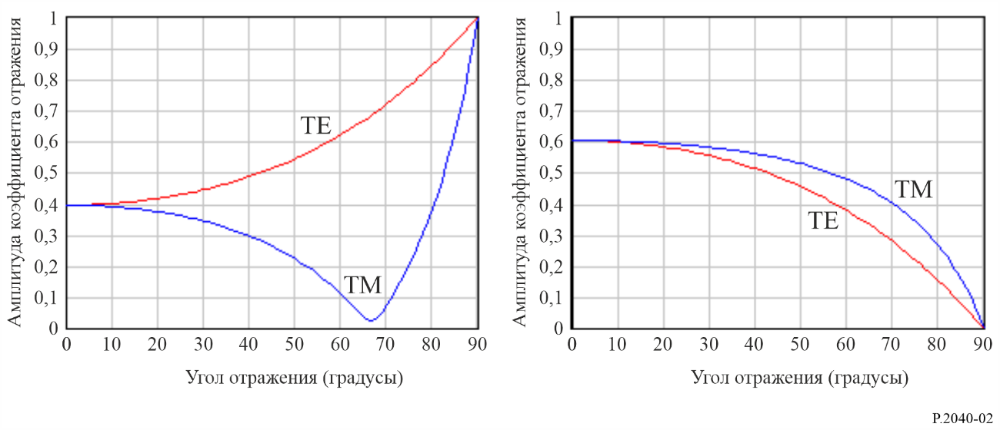 Амплитуда коэффициента отражения
1
0,9
0,8
0,7
0,6
0,5
0,4
0,3
0,2
0,1
0
TE
TM
0 10 20 30 40 50 60 70 80 90
Угол отражения (градусы)
Амплитуда коэффициента отражения
1
0,9
0,8
0,7
0,6
0,5
0,4
0,3
0,2
0,1
0
TM
TE
0 10 20 30 40 50 60 70 80 90
Угол отражения (градусы)
P.2040-02